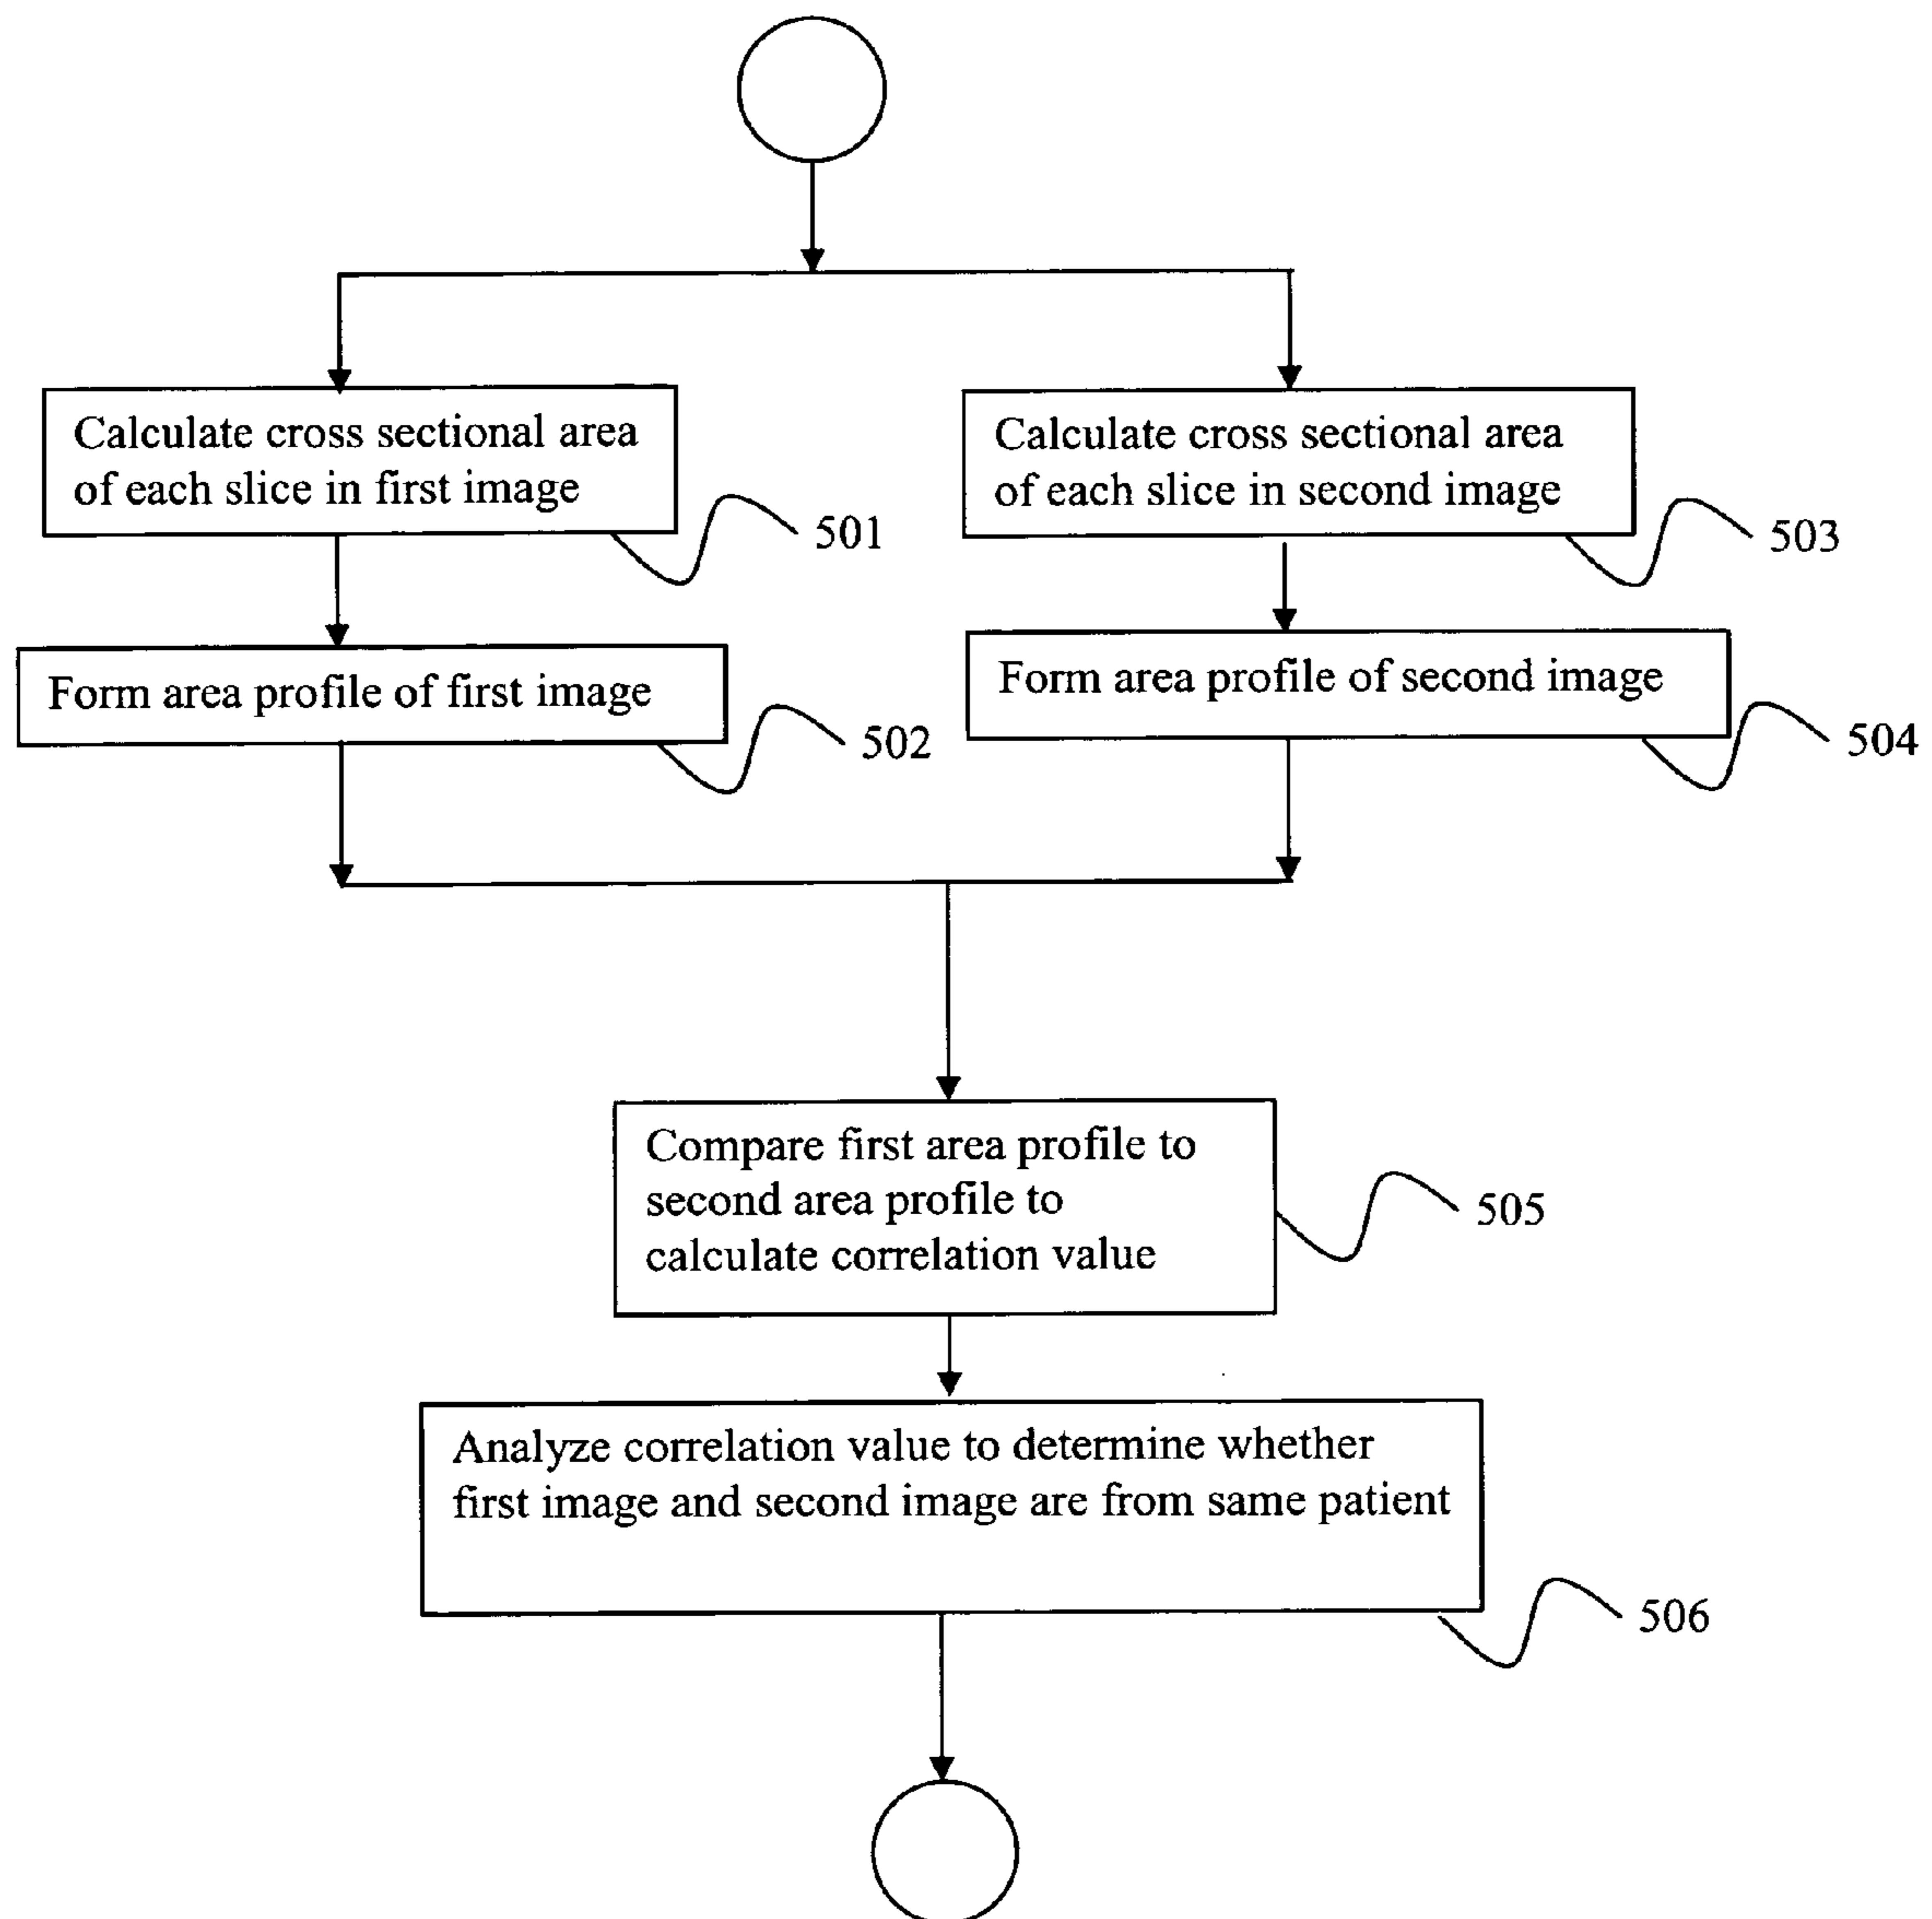 Calculate cross sectional area
of each slice in first image
501
Calculate cross sectional area
of each slice in second image
503
Form area profile of first image
502
Form area profile of second image
504
Compare first area profile to
second area profile to
calculate correlation value
505
Analyze correlation value to determine whether
first image and second image are from same patient
506